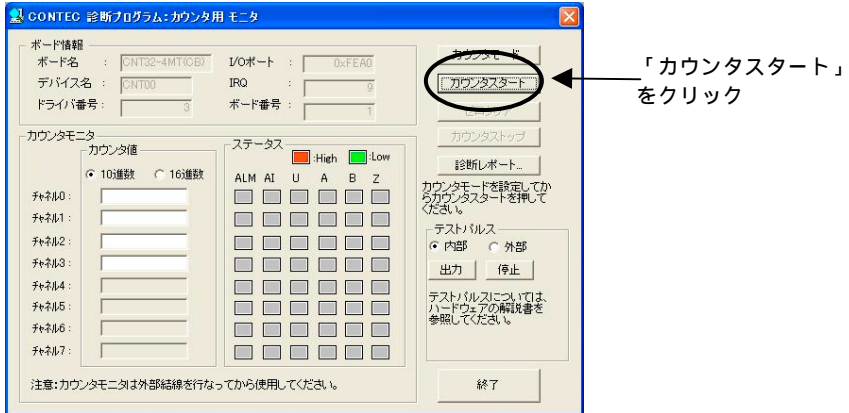 CONTEC 診断プログラム:カウンタ用 モニタ
ボード情報
ボード名 : CNT32-4MT(CB) I/Oポート : 0xFEA0
デバイス名 : CNT00 IRQ : 9
ドライバ番号 : 3 ボード番号 : 1
カウンタモード
カウンタスタート
ゼロクリア
カウンタストップ
診断レポート...
「カウンタスタート」
をクリック
カウンタモードを設定してか
らカウンタスタートを押して
ください。
カウンタモニタ
カウンタ値
10進数 16進数
チャネル0 :
チャネル1 :
チャネル2 :
チャネル3 :
チャネル4 :
チャネル5 :
チャネル6 :
チャネル7 :
ステータス
:High :Low
ALM AI U A B Z
テストパルス
内部 外部
出力 停止
テストパルスについては、
ハードウェアの解説書を
参照してください。
注意:カウンタモニタは外部結線を行なってから使用してください。
終了